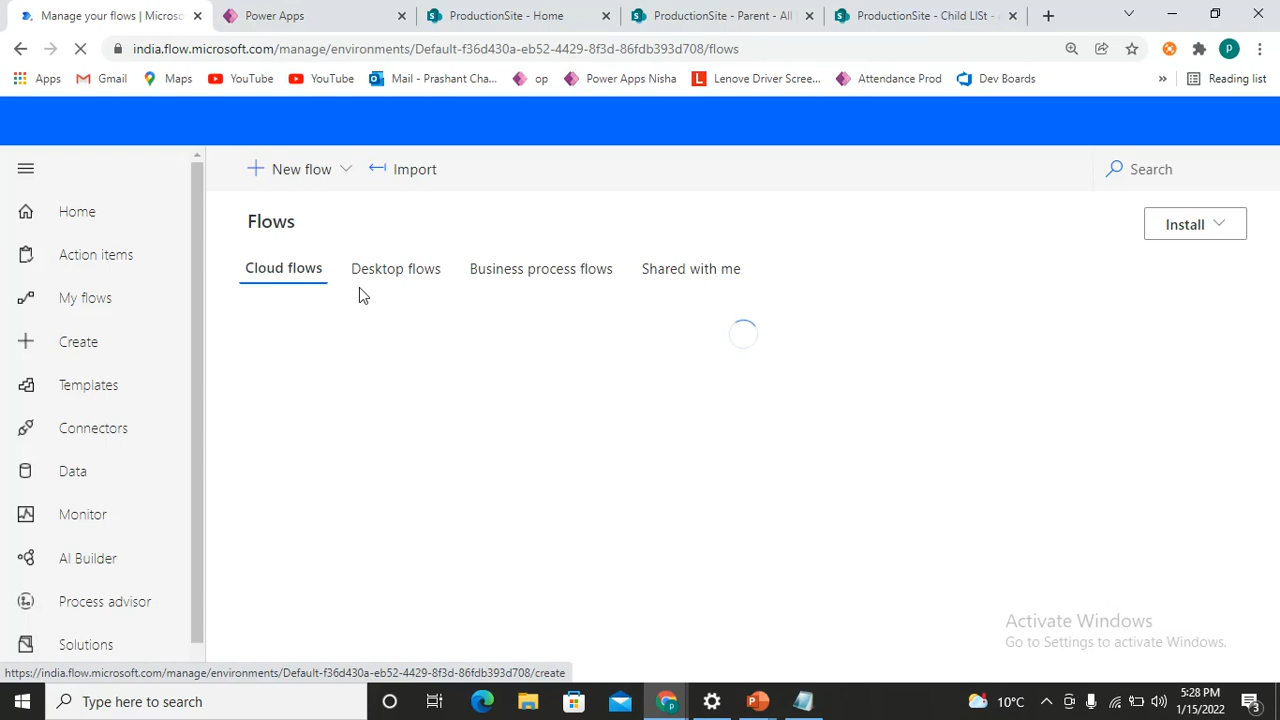 Manage your flows | Microso
Power Apps
ProductionSite - Home
ProductionSite - Parent - All
ProductionSite - Child LISt -
india.flow.microsoft.com/manage/environments/Default-f36d430a-eb52-4429-8f3d-86fdb393d708/flows
p
Apps
Gmail
Maps
YouTube
YouTube
Mail - Prashant Cha...
op
Power Apps Nisha
L
Lenove Driver Scree...
Attendance Prod
Dev Boards
»
Reading list
New flow
Import
Search
Home
Action items
My flows
Create
Templates
Connectors
Data
Monitor
AI Builder
Process advisor
Solutions
Flows
Install
Cloud flows
Desktop flows
Business process flows
Shared with me
Activate Windows
Go to Settings to activate Windows.
https://india.flow.microsoft.com/manage/environments/Default-f36d430a-eb52-4429-8f3d-86fdb393d708/create
Type here to search
10°C
5:28 PM
1/15/2022
3